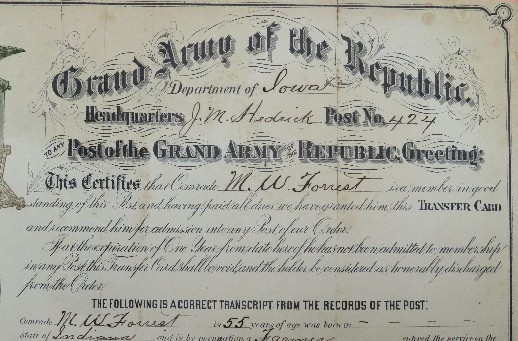 Grand Army of the Republic.
Department of Iowa
Headquarters J. M. Hedrick Post No. 424
TO ANY Post of the GRAND ARMY OF THE REPUBLIC, Greeting:
This Certifies that Comrade M. W. Forrest is a member in good
standing of this Post, and having paid all dues, we have granted him this TRANSFER CARD
and recommend him for admission into any Post of our Order.
If at the expiration of One Year from date hereof he has not been admitted to membership
in any Post, this Transfer Card shall be void, and the holder be considered as honorably discharged
from the Order.
THE FOLLOWING IS A CORRECT TRANSCRIPT FROM THE RECORDS OF THE POST:
Comrade M. W. Forrest is 55 years of age was born at
State of Indiana and is by occupation a Farmer entered the service on the